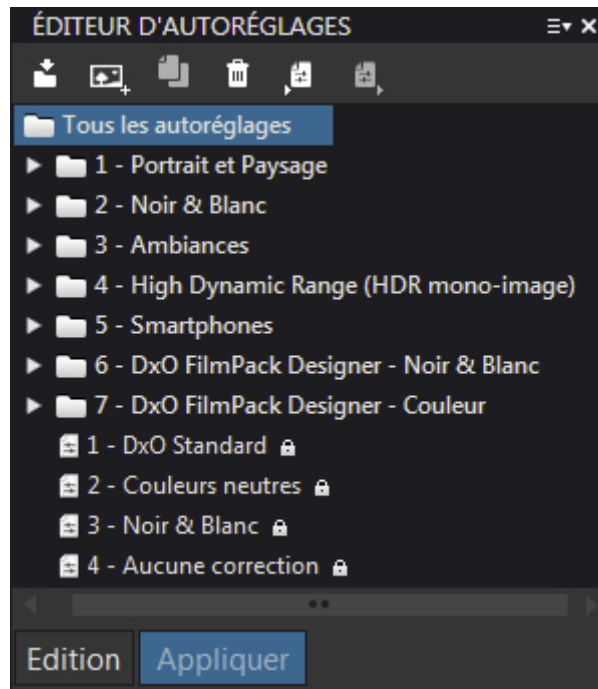 ÉDITEUR D'AUTORÉGLAGES
Tous les autoréglages
1 - Portrait et Paysage
2 - Noir & Blanc
3 - Ambiances
4 - High Dynamic Range (HDR mono-image)
5 - Smartphones
6 - DxO FilmPack Designer - Noir & Blanc
7 - DxO FilmPack Designer - Couleur
1 - DxO Standard
2 - Couleurs neutres
3 - Noir & Blanc
4 - Aucune correction
Edition Appliquer